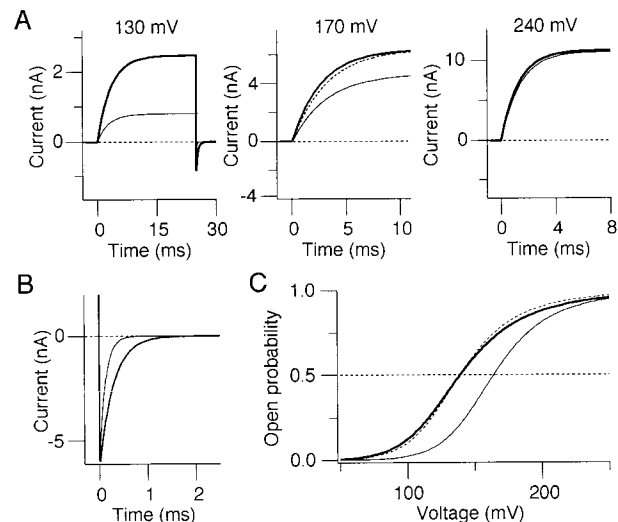 A
130 mV
170 mV
240 mV
Current (nA)
2
0
0
15
30
Time (ms)
Current (nA)
4
0
-4
0
5
10
Time (ms)
Current (nA)
10
0
0
4
8
Time (ms)
B
Current (nA)
0
-5
0
1
2
Time (ms)
C
Open probability
1.0
0.5
0.0
100
200
Voltage (mV)